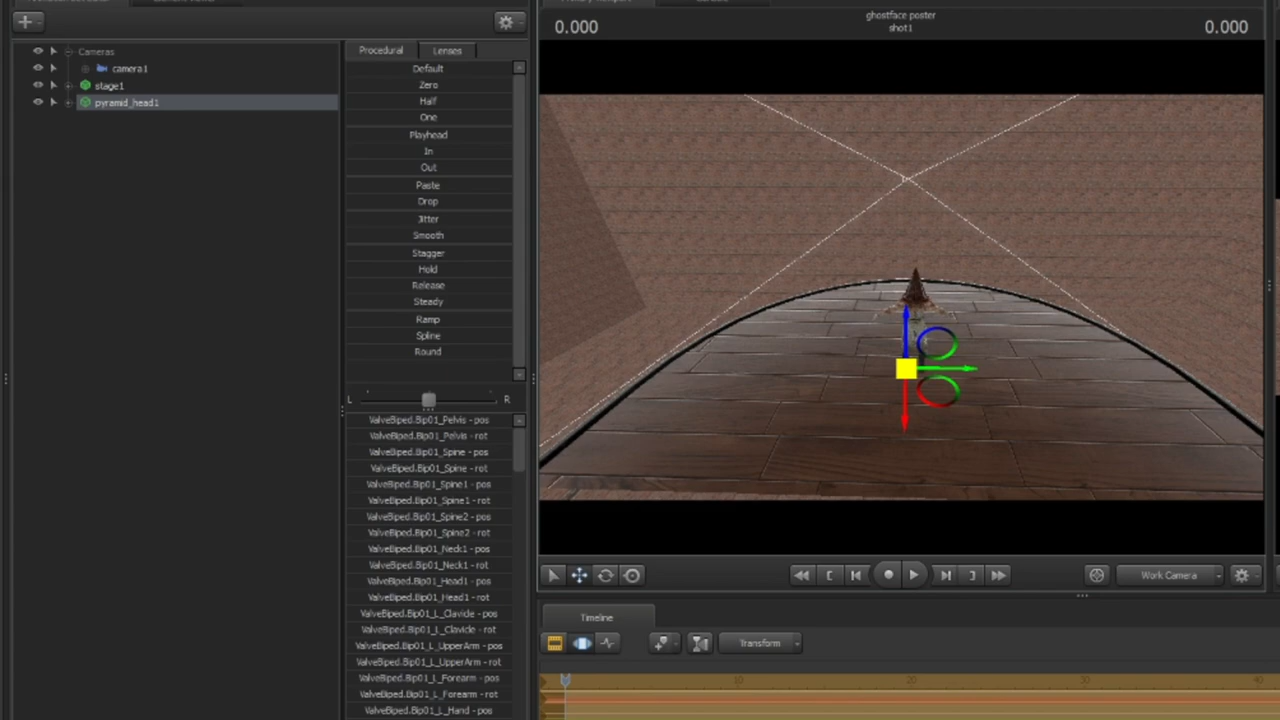 0.000
ghostface poster
shot1
0.000
Cameras
camera1
stage1
pyramid_head1
Procedural
Lenses
Default
Zero
Half
One
Playhead
In
Out
Paste
Drop
Jitter
Smooth
Stagger
Hold
Release
Steady
Ramp
Spline
Round
L
R
ValveBiped.Bip01_Pelvis - pos
ValveBiped.Bip01_Pelvis - rot
ValveBiped.Bip01_Spine - pos
ValveBiped.Bip01_Spine - rot
ValveBiped.Bip01_Spine1 - pos
ValveBiped.Bip01_Spine1 - rot
ValveBiped.Bip01_Spine2 - pos
ValveBiped.Bip01_Spine2 - rot
ValveBiped.Bip01_Neck1 - pos
ValveBiped.Bip01_Neck1 - rot
ValveBiped.Bip01_Head1 - pos
ValveBiped.Bip01_Head1 - rot
ValveBiped.Bip01_L_Clavicle - pos
ValveBiped.Bip01_L_Clavicle - rot
ValveBiped.Bip01_L_UpperArm - pos
ValveBiped.Bip01_L_UpperArm - rot
ValveBiped.Bip01_L_Forearm - pos
ValveBiped.Bip01_L_Forearm - rot
ValveBiped.Bip01_L_Hand - pos
Work Camera
Timeline
Transform
10
20
30
40